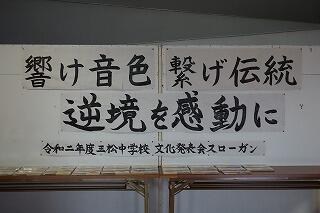 響け音色 繋げ伝統
逆境を感動に
令和二年度三松中学校 文化発表会スローガン